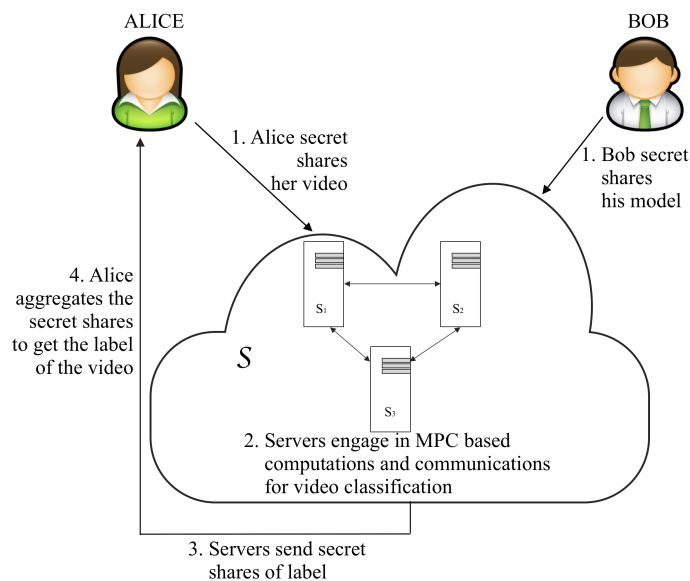 ALICE
BOB
1. Alice secret
shares
her video
1. Bob secret
shares
his model
4. Alice
aggregates the
secret shares
to get the label
of the video
S1
S2
S
S3
2. Servers engage in MPC based
computations and communications
for video classification
3. Servers send secret
shares of label